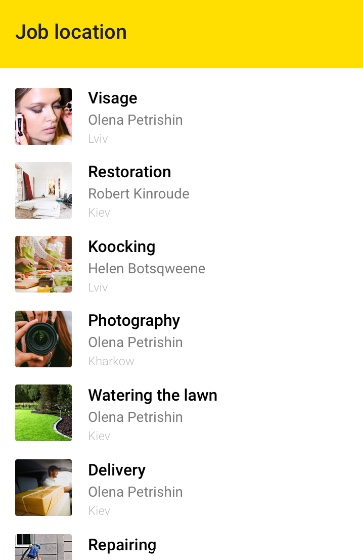 Job location
Visage
Olena Petrishin
Lviv
Restoration
Robert Kinroude
Kiev
Koocking
Helen Botsqweene
Lviv
Photography
Olena Petrishin
Kharkow
Watering the lawn
Olena Petrishin
Kiev
Delivery
Olena Petrishin
Kiev
Repairing